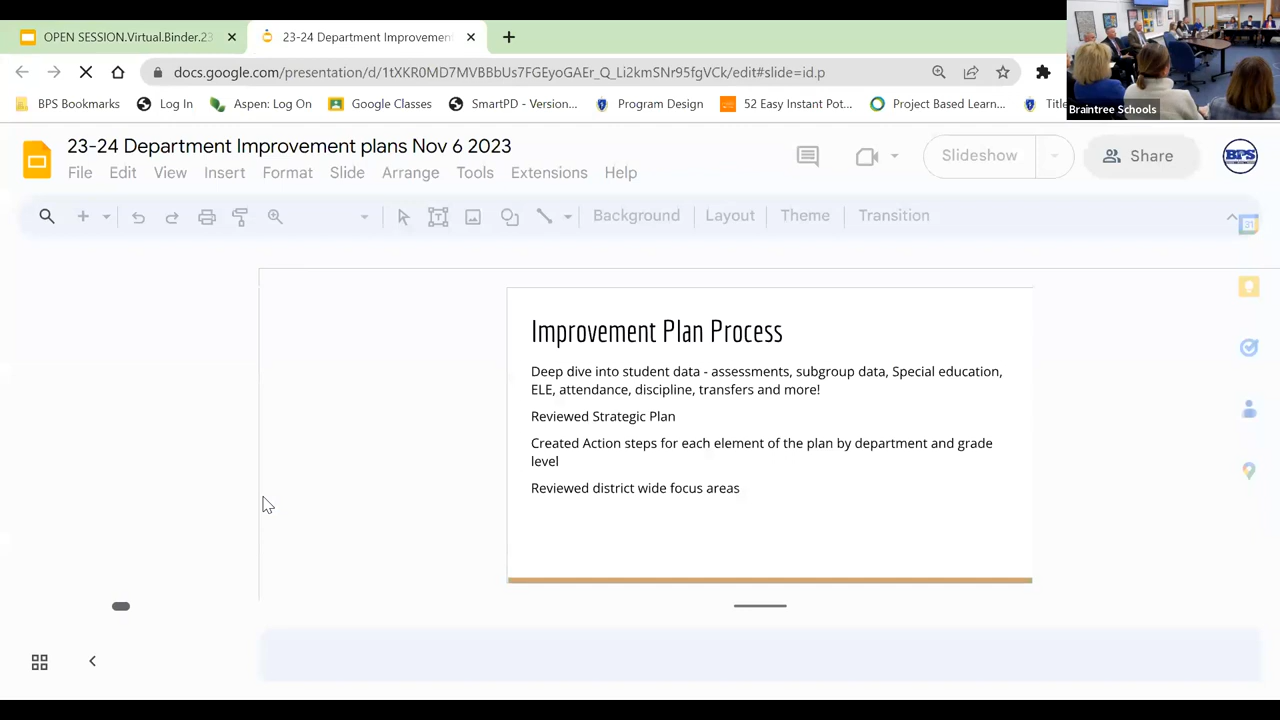 OPEN SESSION.Virtual.Binder.23
23-24 Department Improvement
docs.google.com/presentation/d/1tXKR0MD7MVBBbUs7FGEyoGAEr_Q_Li2kmSNr95fgVCk/edit#slide=id.p
BPS Bookmarks
Log In
Aspen: Log On
Google Classes
SmartPD - Version...
Program Design
52 Easy Instant Pot...
Project Based Learn...
Title
Braintree Schools
23-24 Department Improvement plans Nov 6 2023
File Edit View Insert Format Slide Arrange Tools Extensions Help
Slideshow
Share
BPS
Background
Layout
Theme
Transition
31
Improvement Plan Process
Deep dive into student data - assessments, subgroup data, Special education,
ELE, attendance, discipline, transfers and more!
Reviewed Strategic Plan
Created Action steps for each element of the plan by department and grade
level
Reviewed district wide focus areas